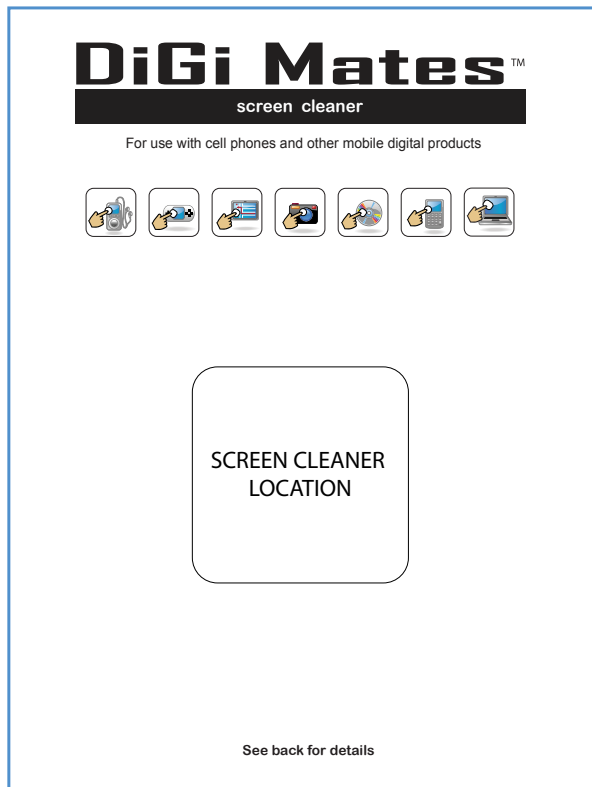 DiGi Mates™
screen cleaner
For use with cell phones and other mobile digital products
SCREEN CLEANER
LOCATION
See back for details